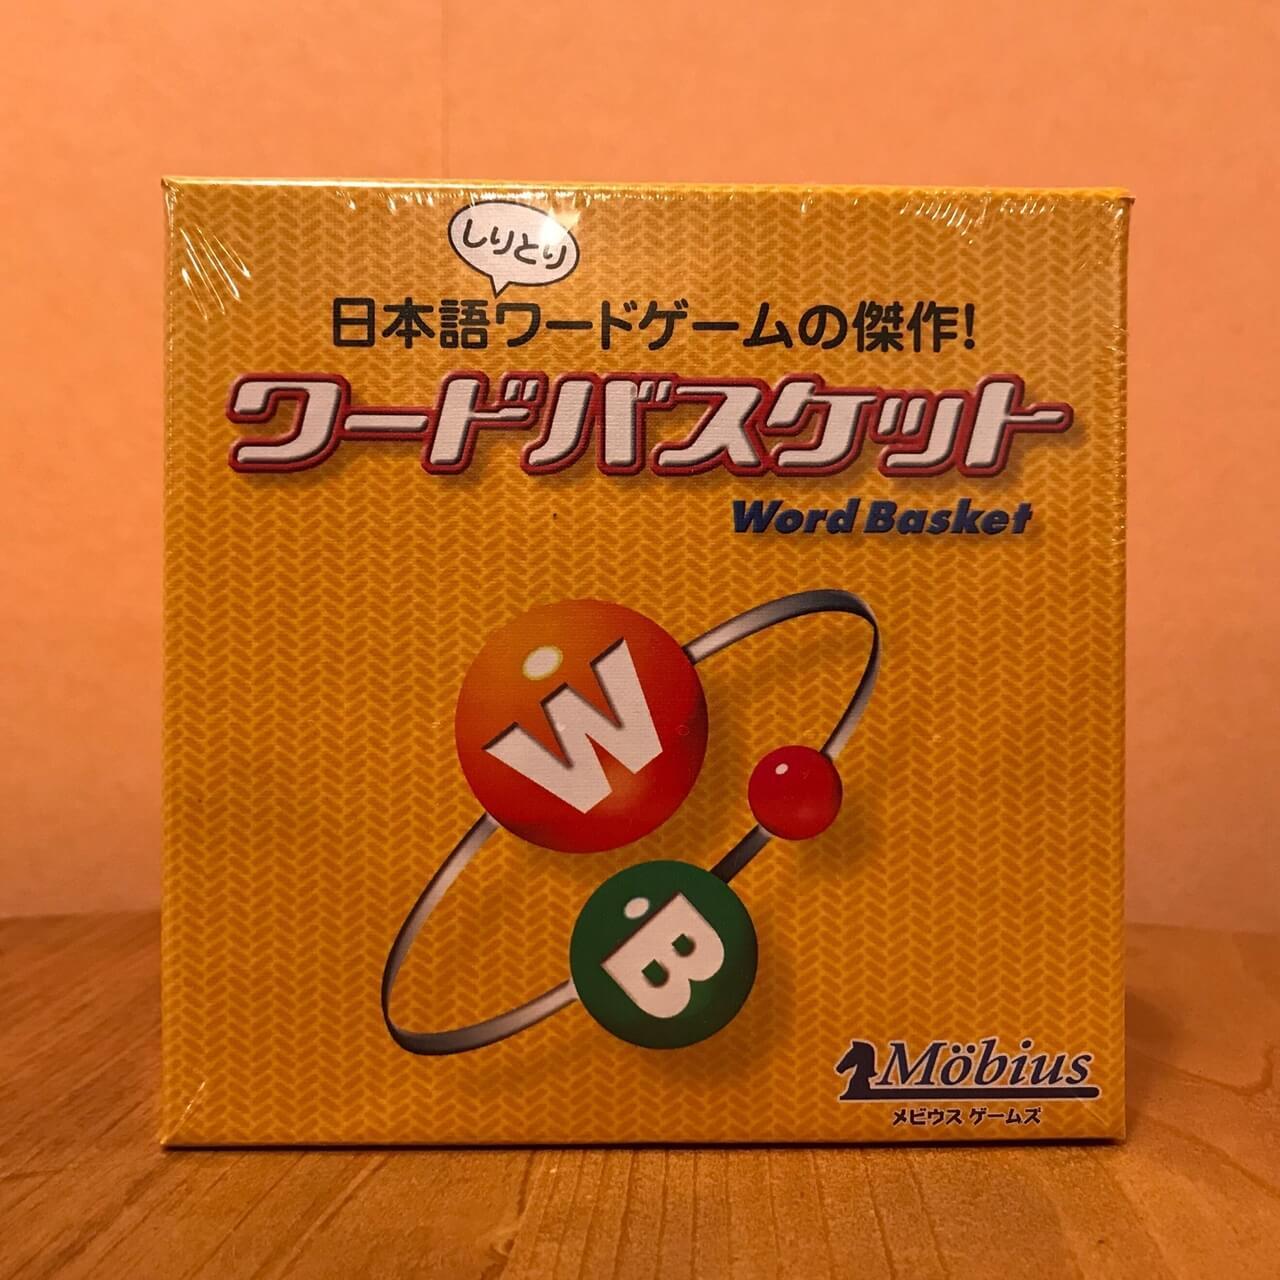 しりとり
日本語ワードゲームの傑作!
ワードバスケット
Word Basket
W
B
Möbius
メビウス ゲームズ